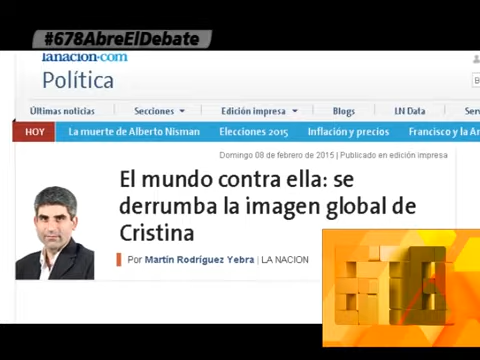 #678AbreElDebate
lanacion.com
Política
Últimas noticias Secciones Edición impresa Blogs LN Data
HOY La muerte de Alberto Nisman Elecciones 2015 Inflación y precios Francisco y la
Domingo 08 de febrero de 2015 | Publicado en edición impresa
El mundo contra ella: se
derrumba la imagen global de
Cristina
Por Martín Rodríguez Yebra | LA NACION